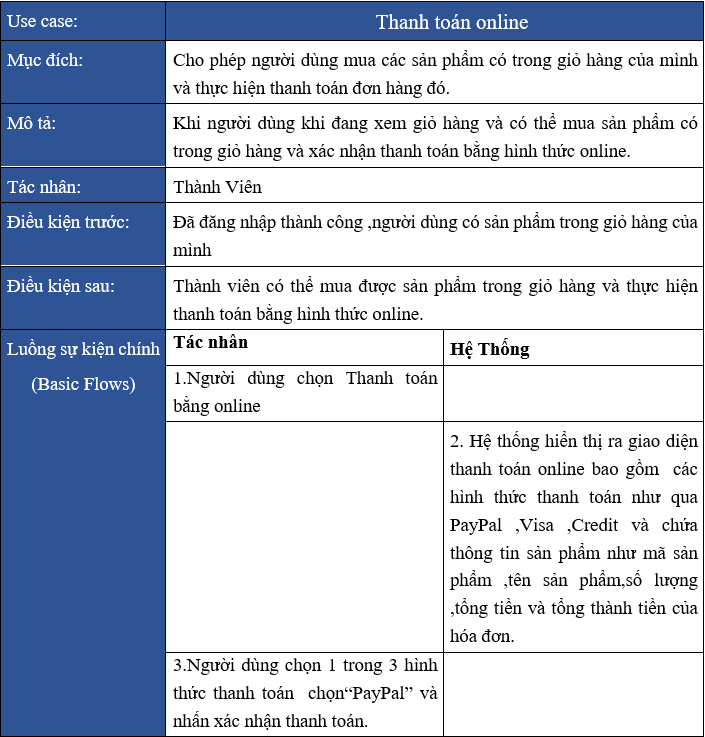 Use case:
Thanh toán online
Mục đích:
Cho phép người dùng mua các sản phẩm có trong giỏ hàng của mình
và thực hiện thanh toán đơn hàng đó.
Mô tả:
Khi người dùng khi đang xem giỏ hàng và có thể mua sản phẩm có
trong giỏ hàng và xác nhận thanh toán bằng hình thức online.
Tác nhân:
Thành Viên
Điều kiện trước:
Đã đăng nhập thành công ,người dùng có sản phẩm trong giỏ hàng của
mình
Điều kiện sau:
Thành viên có thể mua được sản phẩm trong giỏ hàng và thực hiện
thanh toán bằng hình thức online.
Luồng sự kiện chính
(Basic Flows)
Tác nhân
Hệ Thống
1.Người dùng chọn Thanh toán
bằng online
2. Hệ thống hiển thị ra giao diện
thanh toán online bao gồm các
hình thức thanh toán như qua
PayPal ,Visa ,Credit và chứa
thông tin sản phẩm như mã sản
phẩm ,tên sản phẩm,số lượng
,tổng tiền và tổng thành tiền của
hóa đơn.
3.Người dùng chọn 1 trong 3 hình
thức thanh toán chọn“PayPal” và
nhấn xác nhận thanh toán.